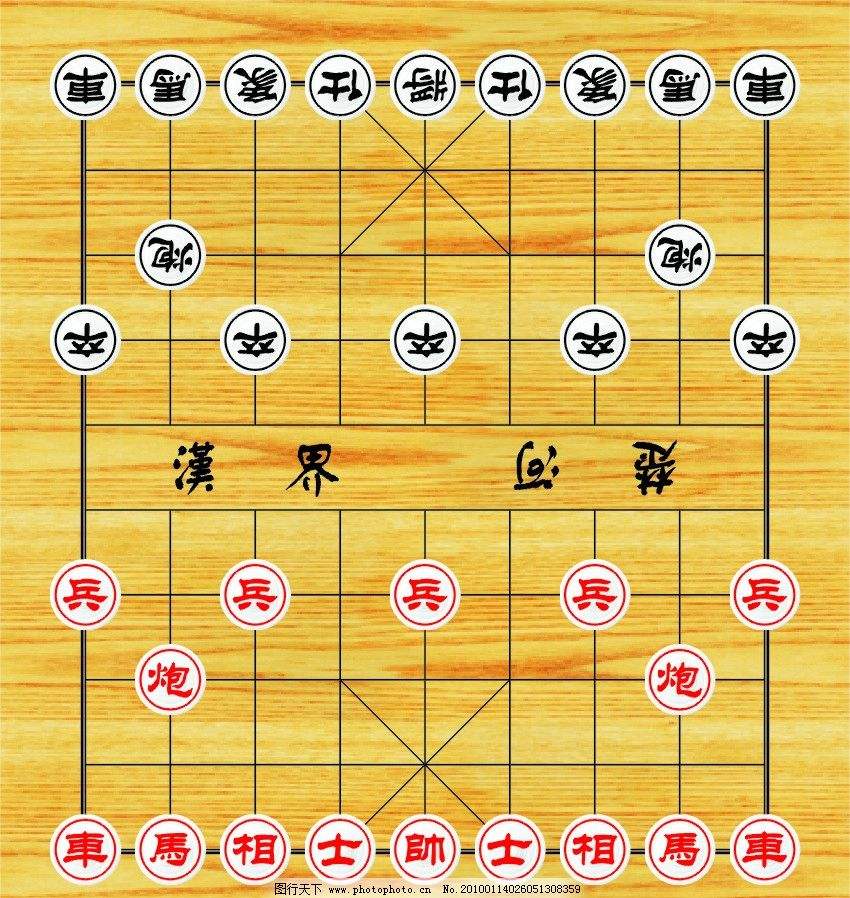 車 馬 象 仕 將 仕 象 馬 車
炮 炮
卒 卒 卒 卒 卒
漢 界 河 楚
兵 兵 兵 兵 兵
炮 炮
車 馬 相 士 帥 士 相 馬 車
图行天下 www.photophoto.cn No.20100114026051308359